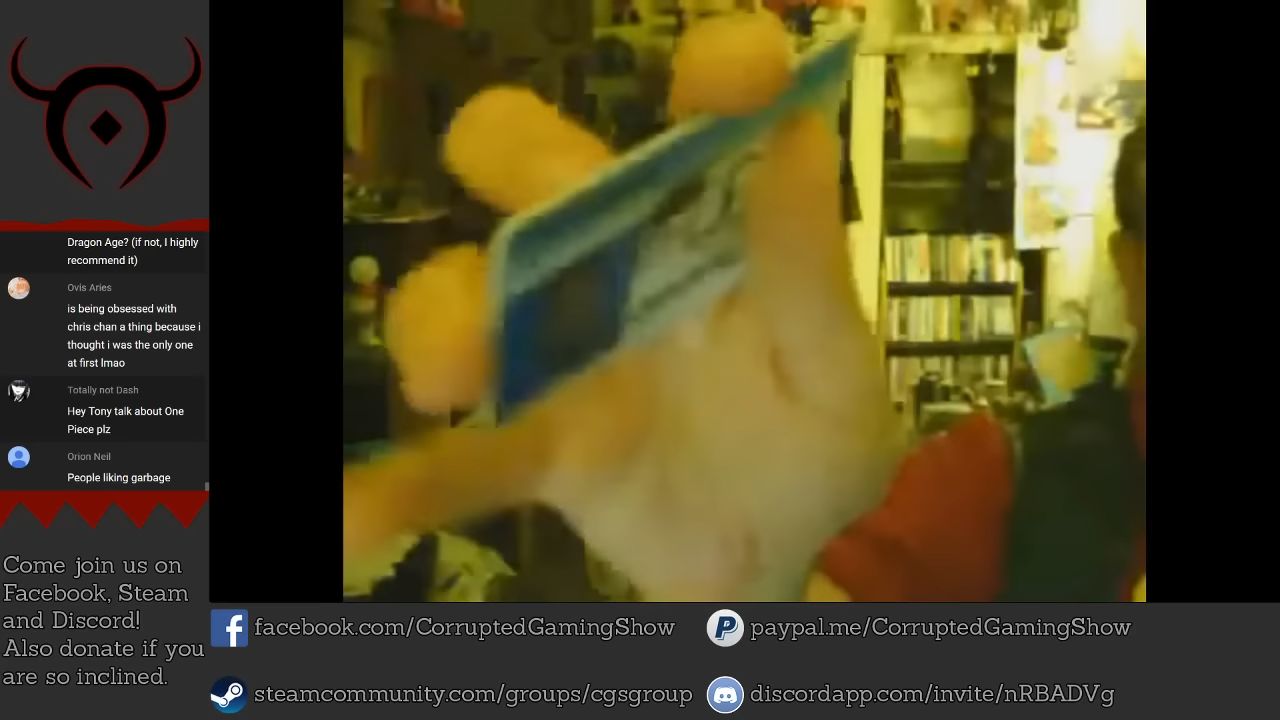 Dragon Age? (if not, I highly
recommend it)
Ovis Aries
is being obsessed with
chris chan a thing because i
thought i was the only one
at first lmao
Totally not Dash
Hey Tony talk about One
Piece plz
Orion Neil
People liking garbage
Come join us on
Facebook, Steam
and Discord!
Also donate if you
are so inclined.
facebook.com/CorruptedGamingShow
paypal.me/CorruptedGamingShow
steamcommunity.com/groups/cgsgroup
discordapp.com/invite/nRBADVg